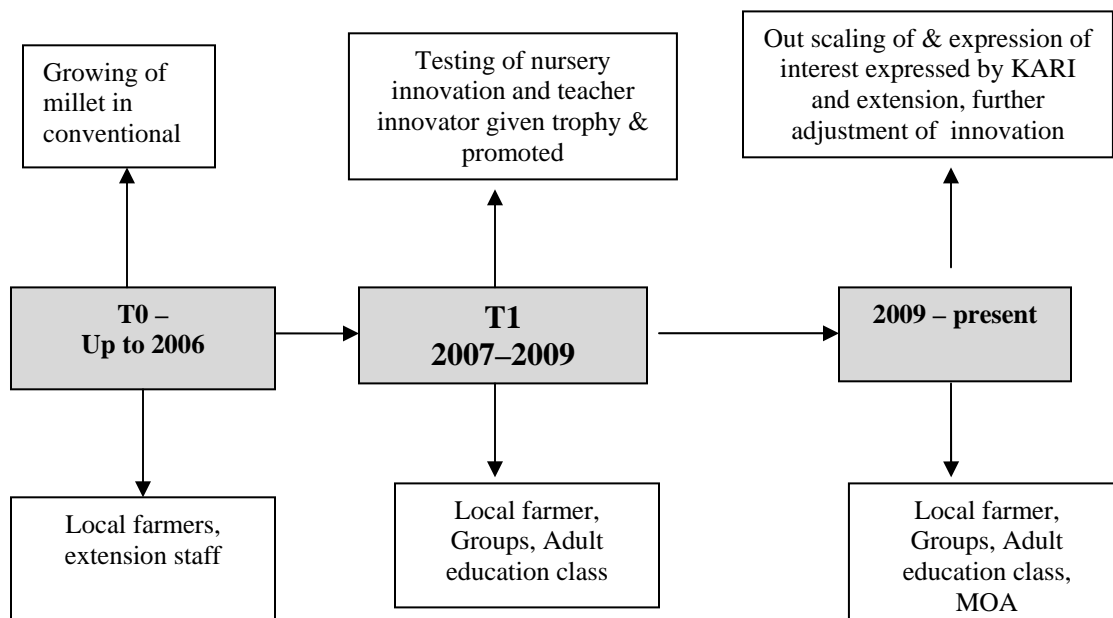 Growing of
millet in
conventional
Testing of nursery
innovation and teacher
innovator given trophy &
promoted
Out scaling of & expression of
interest expressed by KARI
and extension, further
adjustment of innovation
T0 –
Up to 2006
T1
2007–2009
2009 – present
Local farmers,
extension staff
Local farmer,
Groups, Adult
education class
Local farmer,
Groups, Adult
education class,
MOA